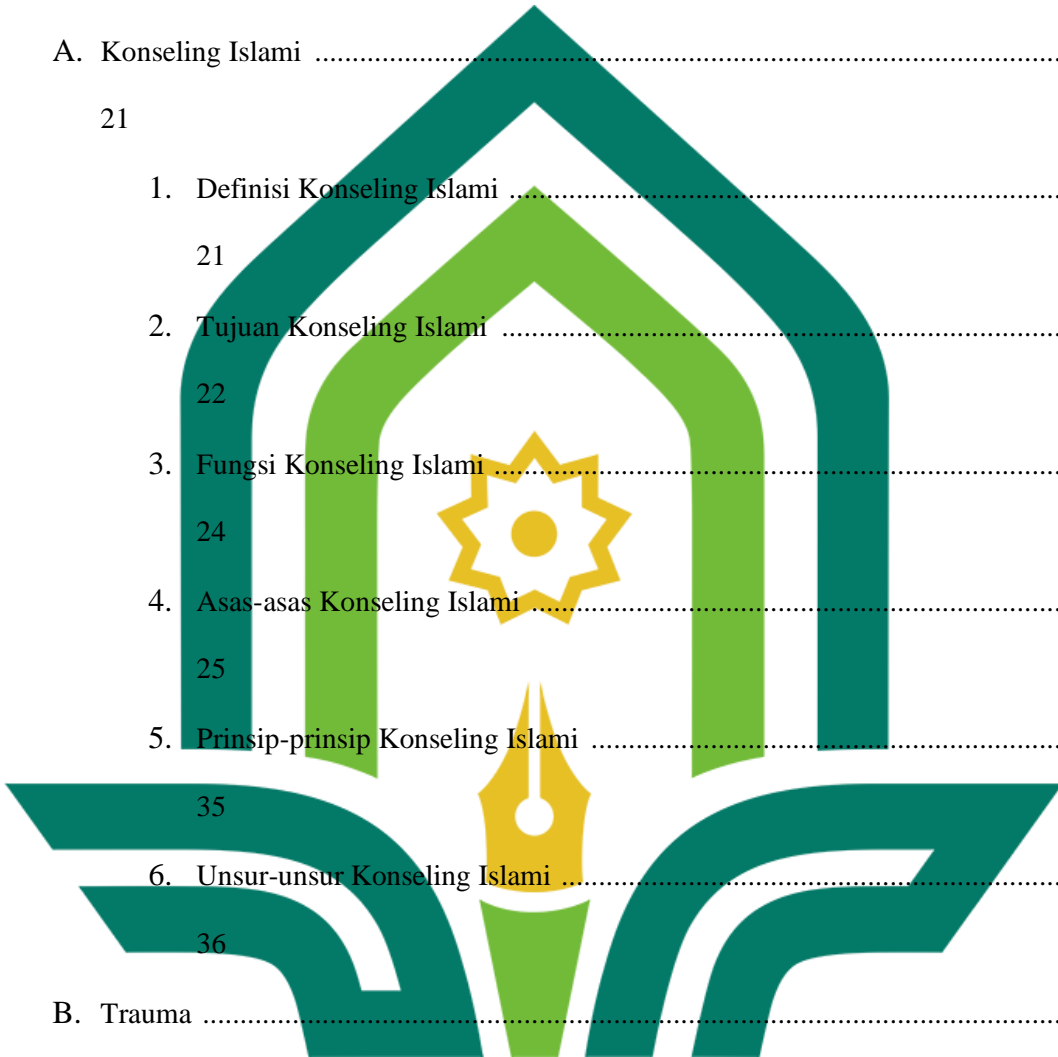 A. Konseling Islami ....................................................................................................
21
1. Definisi Konseling Islami ..........................................................................
21
2. Tujuan Konseling Islami ...........................................................................
22
3. Fungsi Konseling Islami .............................................................................
24
4. Asas-asas Konseling Islami .......................................................................
25
5. Prinsip-prinsip Konseling Islami ...............................................................
35
6. Unsur-unsur Konseling Islami ...................................................................
36
B. Trauma ...................................................................................................................